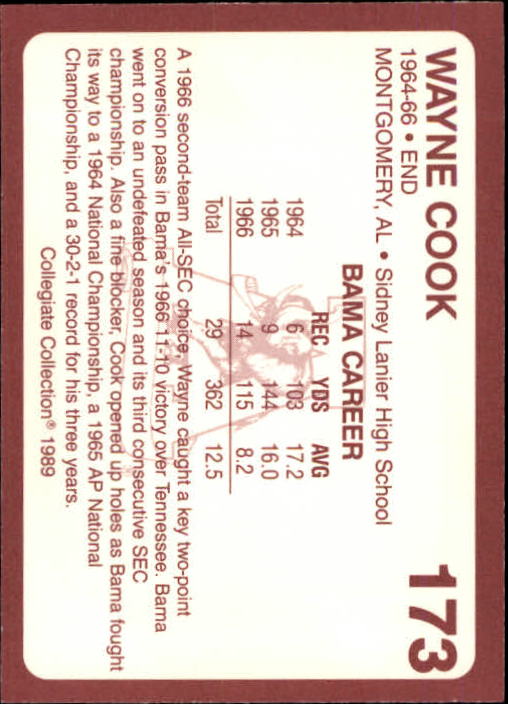 WAYNE COOK 173
1964-66 • END
MONTGOMERY, AL • Sidney Lanier High School
BAMA CAREER
REC YDS AVG
1964 6 103 17.2
1965 9 144 16.0
1966 14 115 8.2
Total 29 362 12.5
A 1966 second-team All-SEC choice, Wayne caught a key two-point
conversion pass in Bama's 1966 11-10 victory over Tennessee. Bama
went on to an undefeated season and its third consecutive SEC
championship. Also a fine blocker, Cook opened up holes as Bama fought
its way to a 1964 National Championship, a 1965 AP National
Championship, and a 30-2-1 record for his three years.
Collegiate Collection® 1989